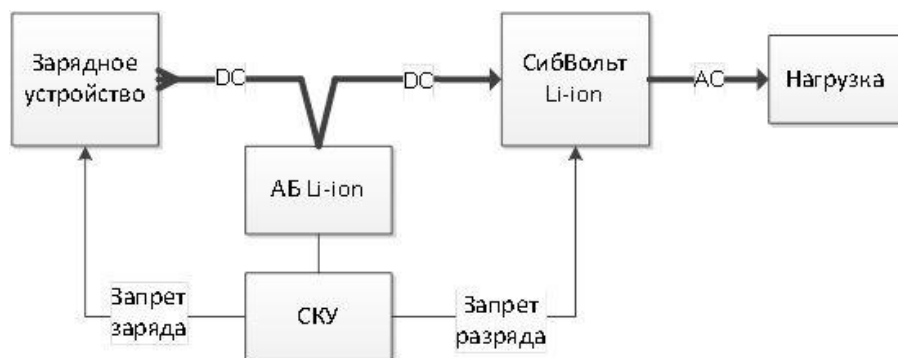 Зарядное
устройство
DC
DC
СибВольт
Li-ion
AC
Нагрузка
АБ Li-ion
Запрет
заряда
СКУ
Запрет
разряда